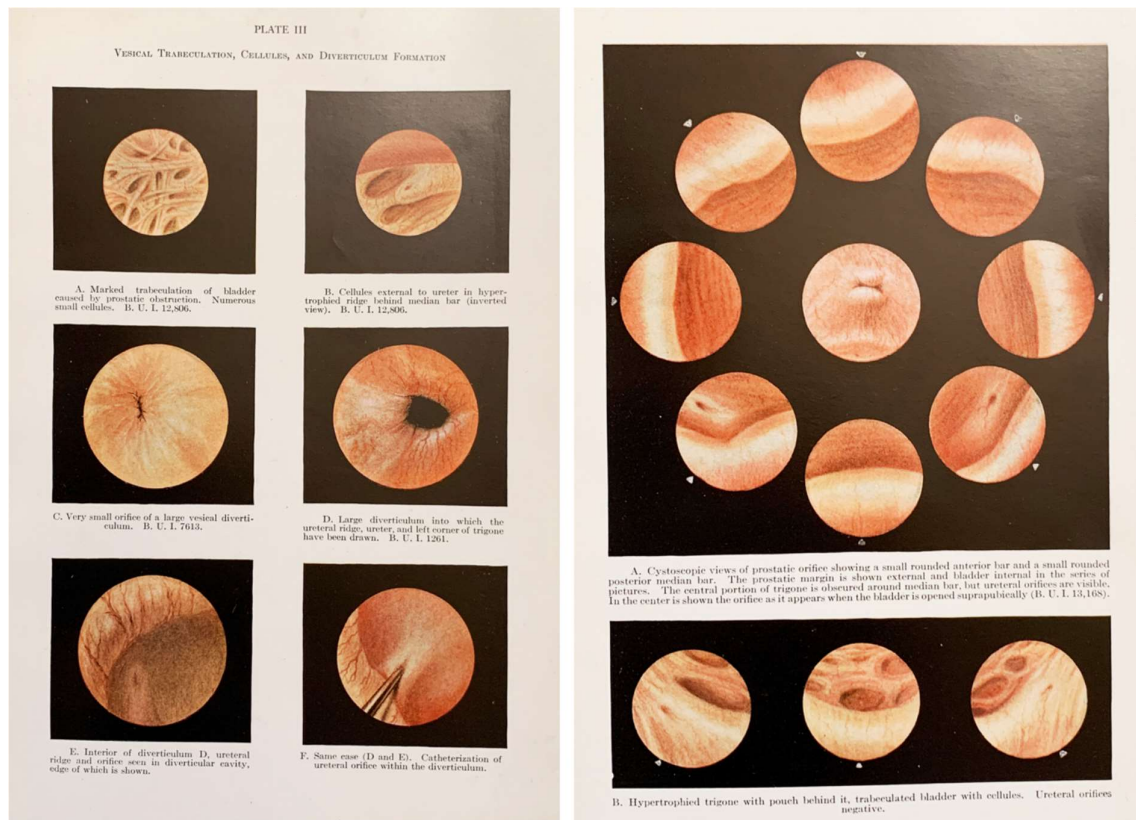 PLATE III
VESICAL TRABECULATION, CELLULES, AND DIVERTICULUM FORMATION
A. Marked trabeculation of bladder
caused by prostatic obstruction. Numerous
small cellules. B. U. I. 12,806.
B. Cellules external to ureter in hyper-
trophied ridge behind median bar (inverted
view). B. U. I. 12,806.
C. Very small orifice of a large vesical diverti-
culum. B. U. I. 7613.
D. Large diverticulum into which the
ureteral ridge, ureter, and left corner of trigone
have been drawn. B. U. I. 1261.
E. Interior of diverticulum D, ureteral
ridge and orifice seen in diverticular cavity,
edge of which is shown.
F. Same case (D and E). Catheterization of
ureteral orifice within the diverticulum.
A. Cystoscopic views of prostatic orifice showing a small rounded anterior bar and a small rounded
posterior median bar. The prostatic margin is shown external and bladder internal in the series of
pictures. The central portion of trigone is obscured around median bar, but ureteral orifices are visible.
In the center is shown the orifice as it appears when the bladder is opened suprapubically (B. U. I. 13,168).
B. Hypertrophied trigone with pouch behind it, trabeculated bladder with cellules. Ureteral orifices
negative.